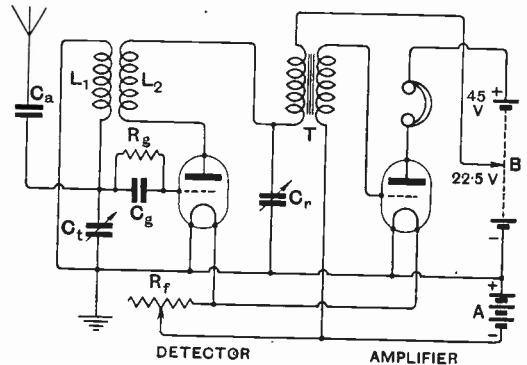 Ca
L1
L2
Rg
Cg
Ct
Rf
Cr
T
+
45
V
B
22·5 V
−
+
A
−
DETECTOR
AMPLIFIER